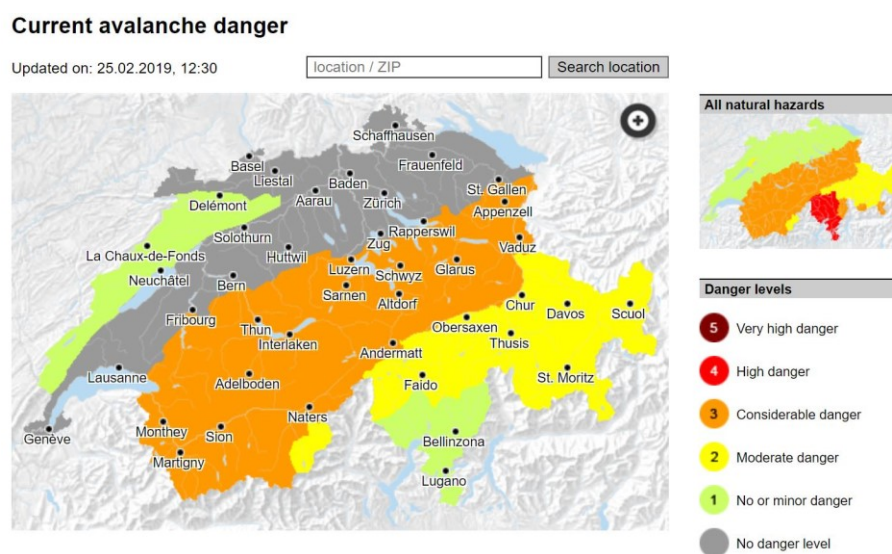 Current avalanche danger
Updated on: 25.02.2019, 12:30
location / ZIP
Search location
Schaffhausen
Basel
Liestal
Baden
Frauenfeld
Aarau
Zürich
St. Gallen
Delémont
Appenzell
Solothurn
Rapperswil
Zug
Vaduz
La Chaux-de-Fonds
Huttwil
Luzern
Schwyz
Glarus
Neuchâtel
Bern
Sarnen
Altdorf
Chur
Davos
Scuol
Fribourg
Thun
Obersaxen
Interlaken
Thusis
Andermatt
Lausanne
Adelboden
Faido
St. Moritz
Naters
Genève
Monthey
Sion
Bellinzona
Martigny
Lugano
All natural hazards
Danger levels
5 Very high danger
4 High danger
3 Considerable danger
2 Moderate danger
1 No or minor danger
No danger level